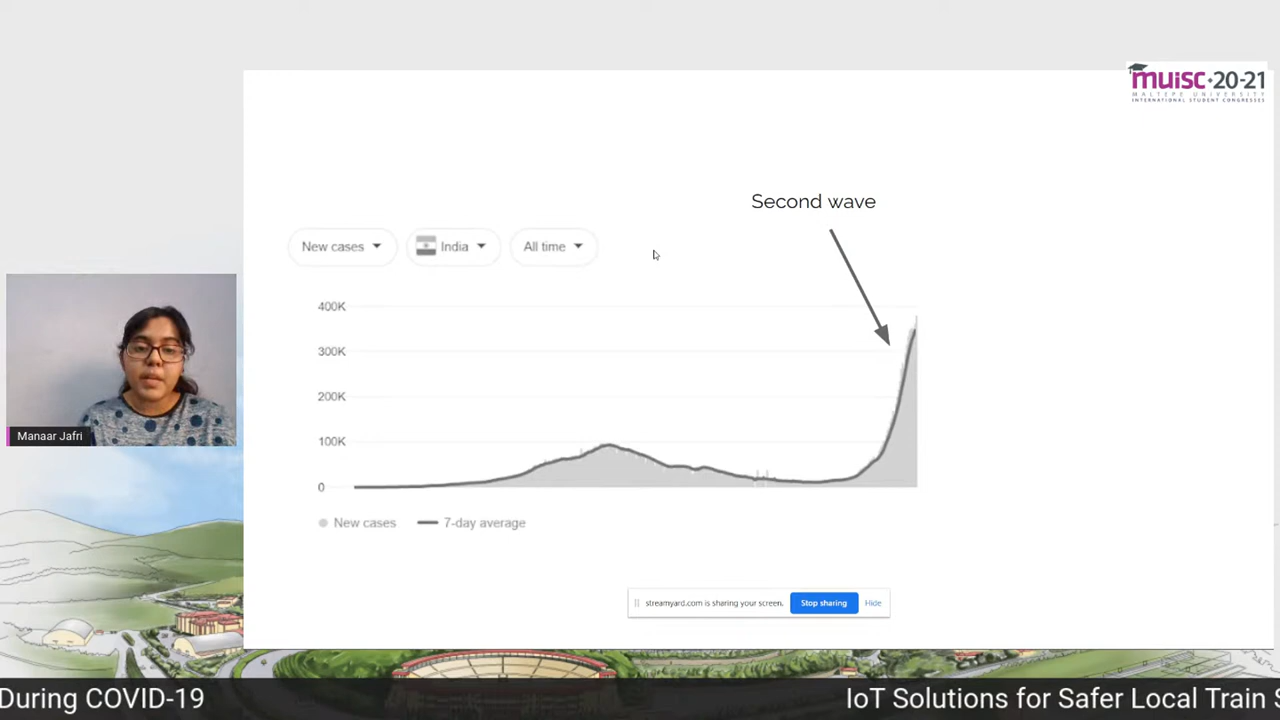 muisc·20-21
MALTEPE UNIVERSITY
INTERNATIONAL STUDENT CONGRESSES
Second wave
New cases
India
All time
400K
300K
200K
100K
0
New cases
7-day average
Manaar Jafri
streamyard.com is sharing your screen.
Stop sharing
Hide
During COVID-19
IoT Solutions for Safer Local Train S